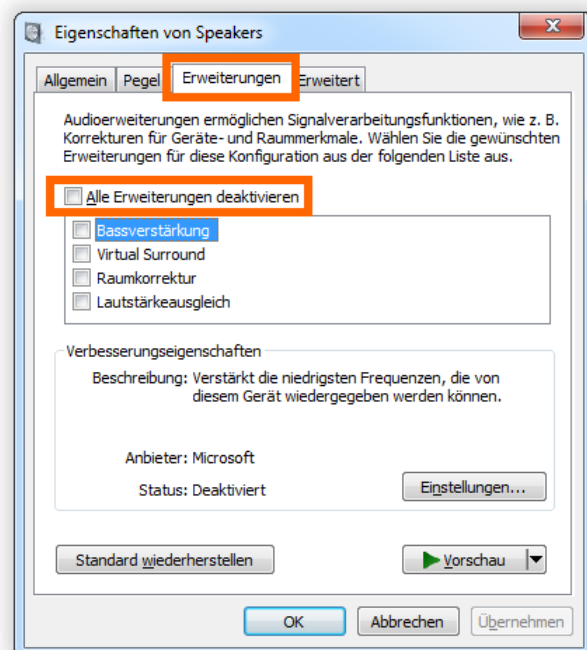 Eigenschaften von Speakers
Allgemein Pegel Erweiterungen Erweitert
Audioerweiterungen ermöglichen Signalverarbeitungsfunktionen, wie z. B.
Korrekturen für Geräte- und Raummerkmale. Wählen Sie die gewünschten
Erweiterungen für diese Konfiguration aus der folgenden Liste aus.
Alle Erweiterungen deaktivieren
Bassverstärkung
Virtual Surround
Raumkorrektur
Lautstärkeausgleich
Verbesserungseigenschaften
Beschreibung: Verstärkt die niedrigsten Frequenzen, die von
diesem Gerät wiedergegeben werden können.
Anbieter: Microsoft
Status: Deaktiviert
Einstellungen...
Standard wiederherstellen
Vorschau
OK
Abbrechen
Übernehmen